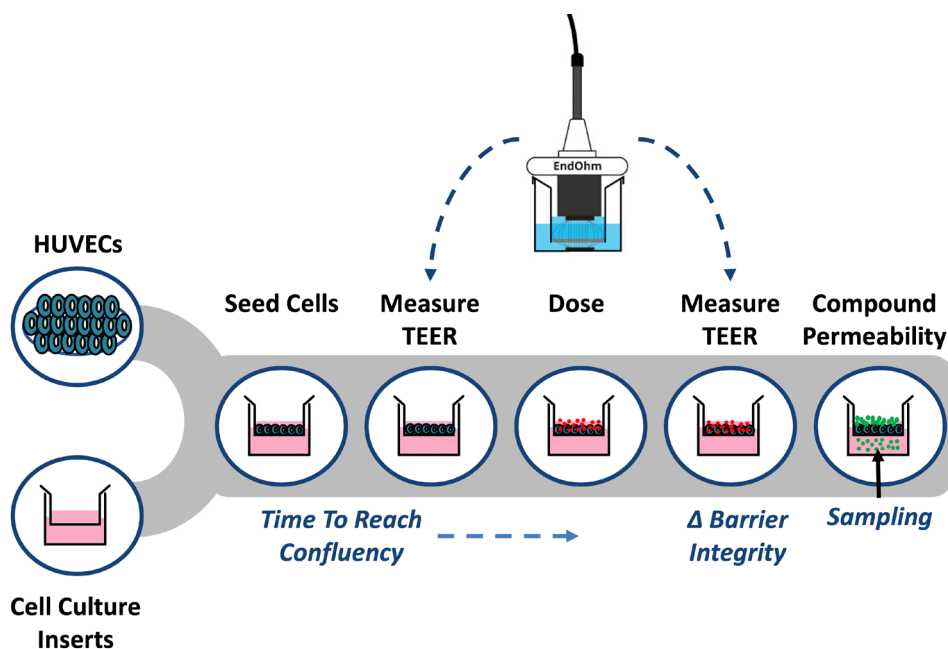 EndOhm
HUVECs
Seed Cells
Measure
TEER
Dose
Measure
TEER
Compound
Permeability
Time To Reach
Confluency
Δ Barrier
Integrity
Sampling
Cell Culture
Inserts